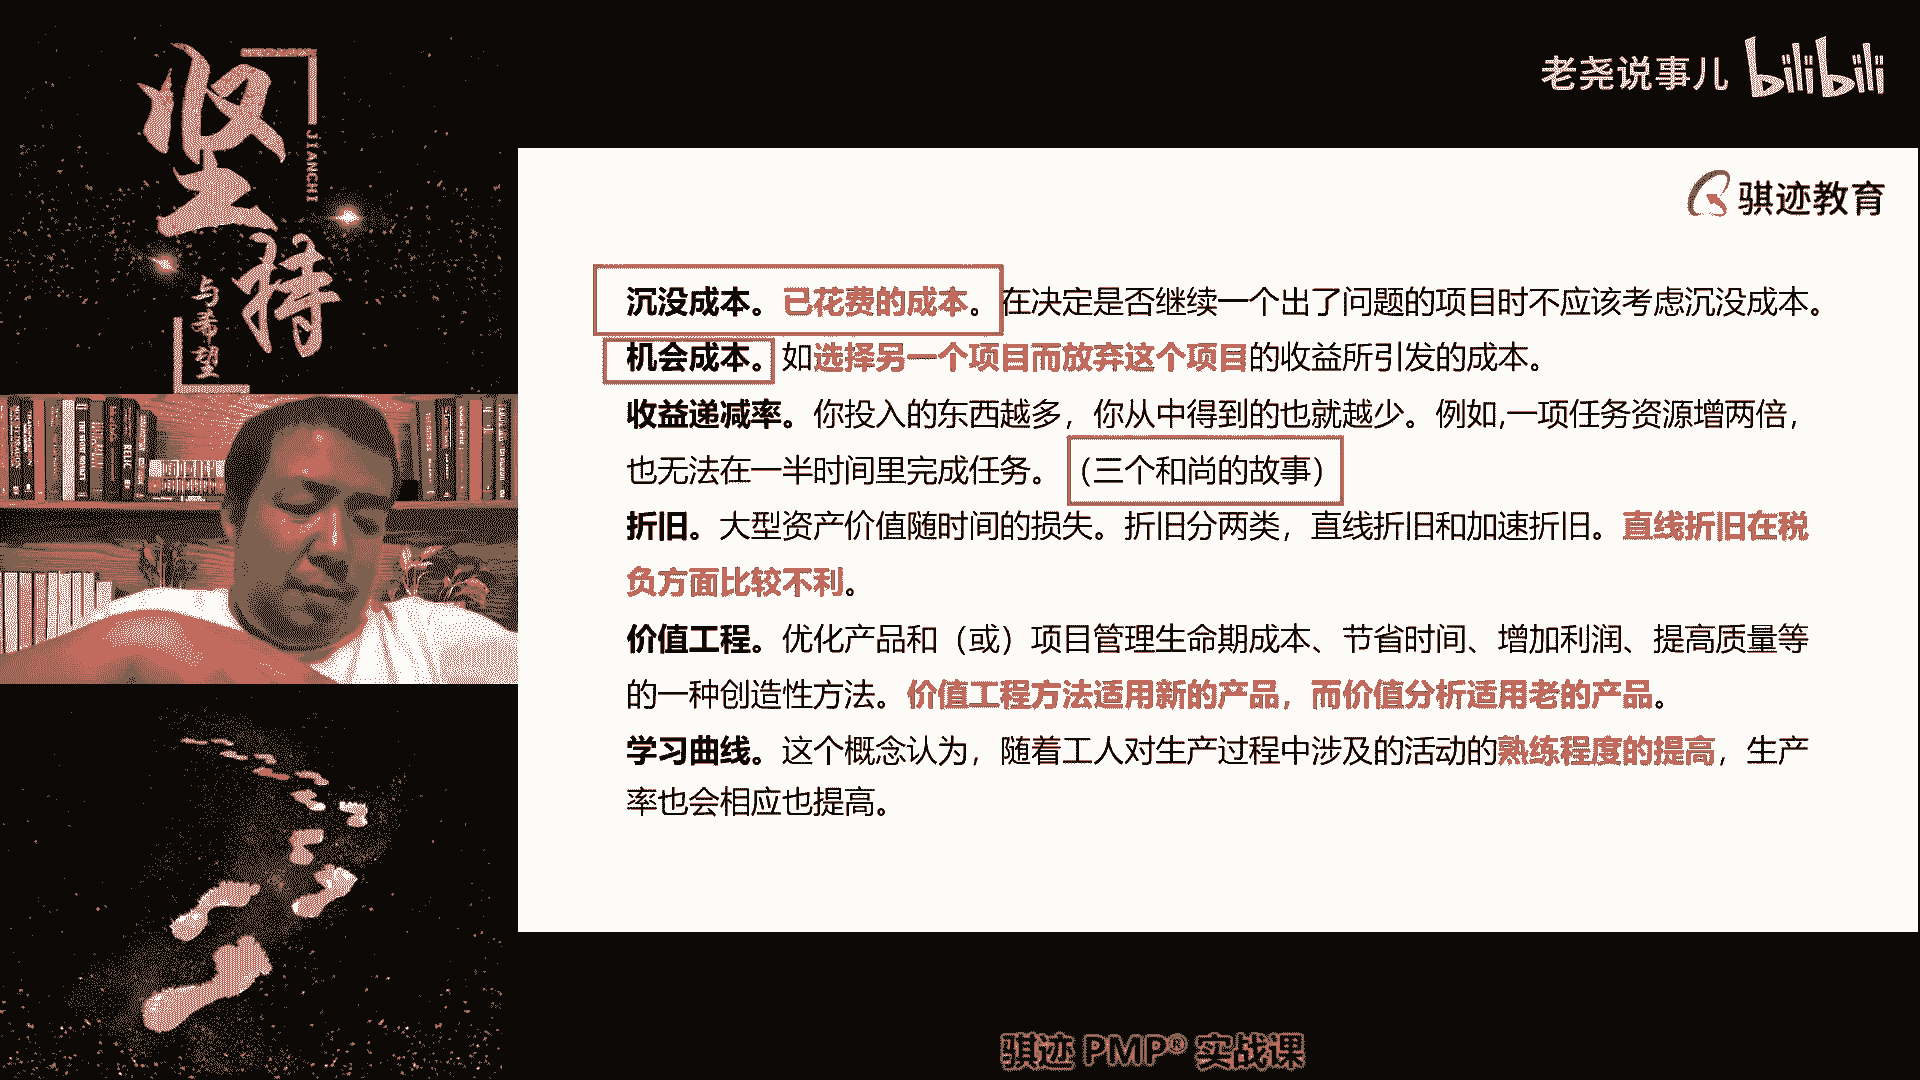 坚持
JIANCHI
与希望
老尧说事儿 bilibili
骐迹教育
沉没成本。已花费的成本。在决定是否继续一个出了问题的项目时不应该考虑沉没成本。
机会成本。如选择另一个项目而放弃这个项目的收益所引发的成本。
收益递减率。你投入的东西越多，你从中得到的也就越少。例如,一项任务资源增两倍，
也无法在一半时间里完成任务。（三个和尚的故事）
折旧。大型资产价值随时间的损失。折旧分两类，直线折旧和加速折旧。直线折旧在税
负方面比较不利。
价值工程。优化产品和（或）项目管理生命期成本、节省时间、增加利润、提高质量等
的一种创造性方法。价值工程方法适用新的产品，而价值分析适用老的产品。
学习曲线。这个概念认为，随着工人对生产过程中涉及的活动的熟练程度的提高，生产
率也会相应也提高。
骐迹 PMP® 实战课